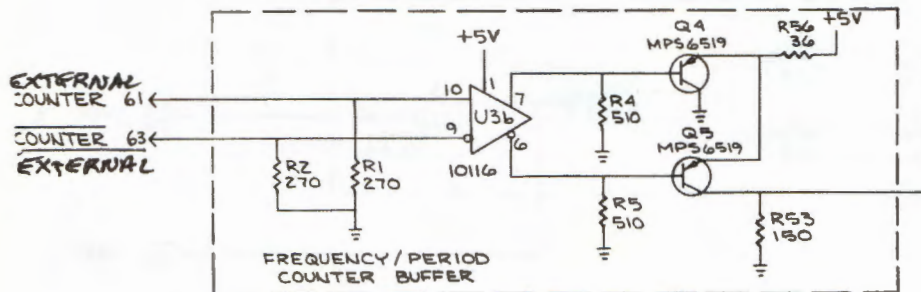 +5V
Q4
MPS6519
R56
36
+5V
EXTERNAL
COUNTER 61
10
1
7
U3b
R4
510
COUNTER 63
9
6
Q5
MPS6519
EXTERNAL
R2
270
R1
270
10116
R5
510
R53
150
FREQUENCY/PERIOD
COUNTER BUFFER